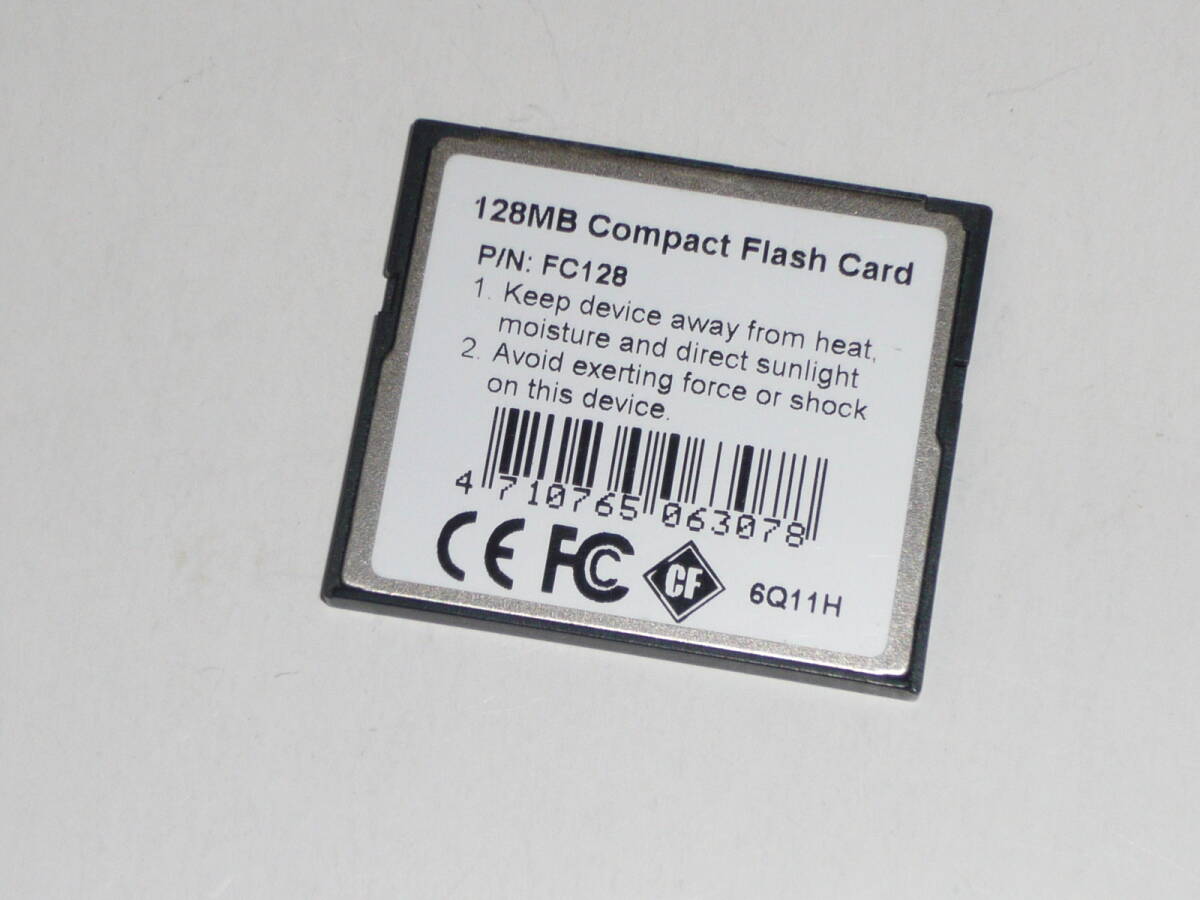 128MB Compact Flash Card
P/N: FC128
1. Keep device away from heat,
moisture and direct sunlight
2. Avoid exerting force or shock
on this device.
4 710765 063078
CE FC CF 6Q11H